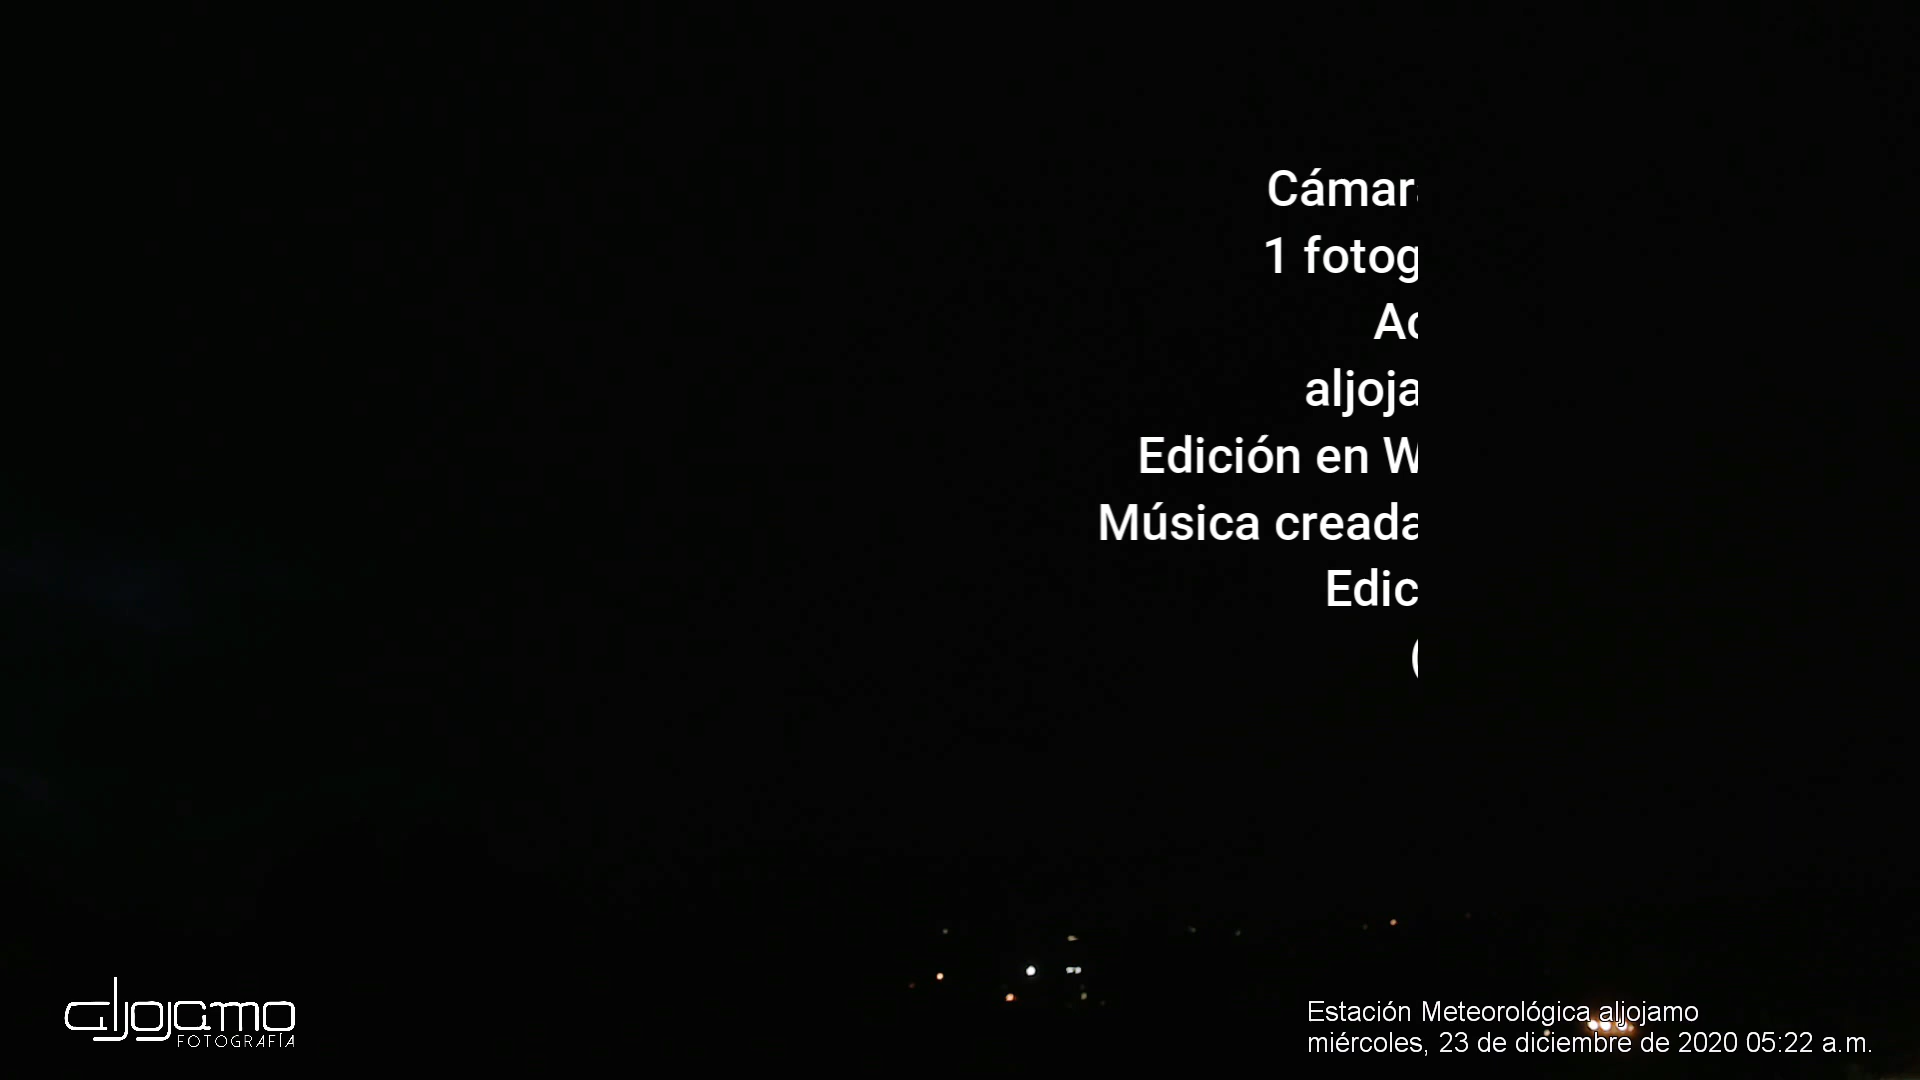 Cámar
1 fotog
Ac
aljoja
Edición en W
Música creada
Edic
(
aljojamo
FOTOGRAFÍA
Estación Meteorológica aljojamo
miércoles, 23 de diciembre de 2020 05:22 a.m.